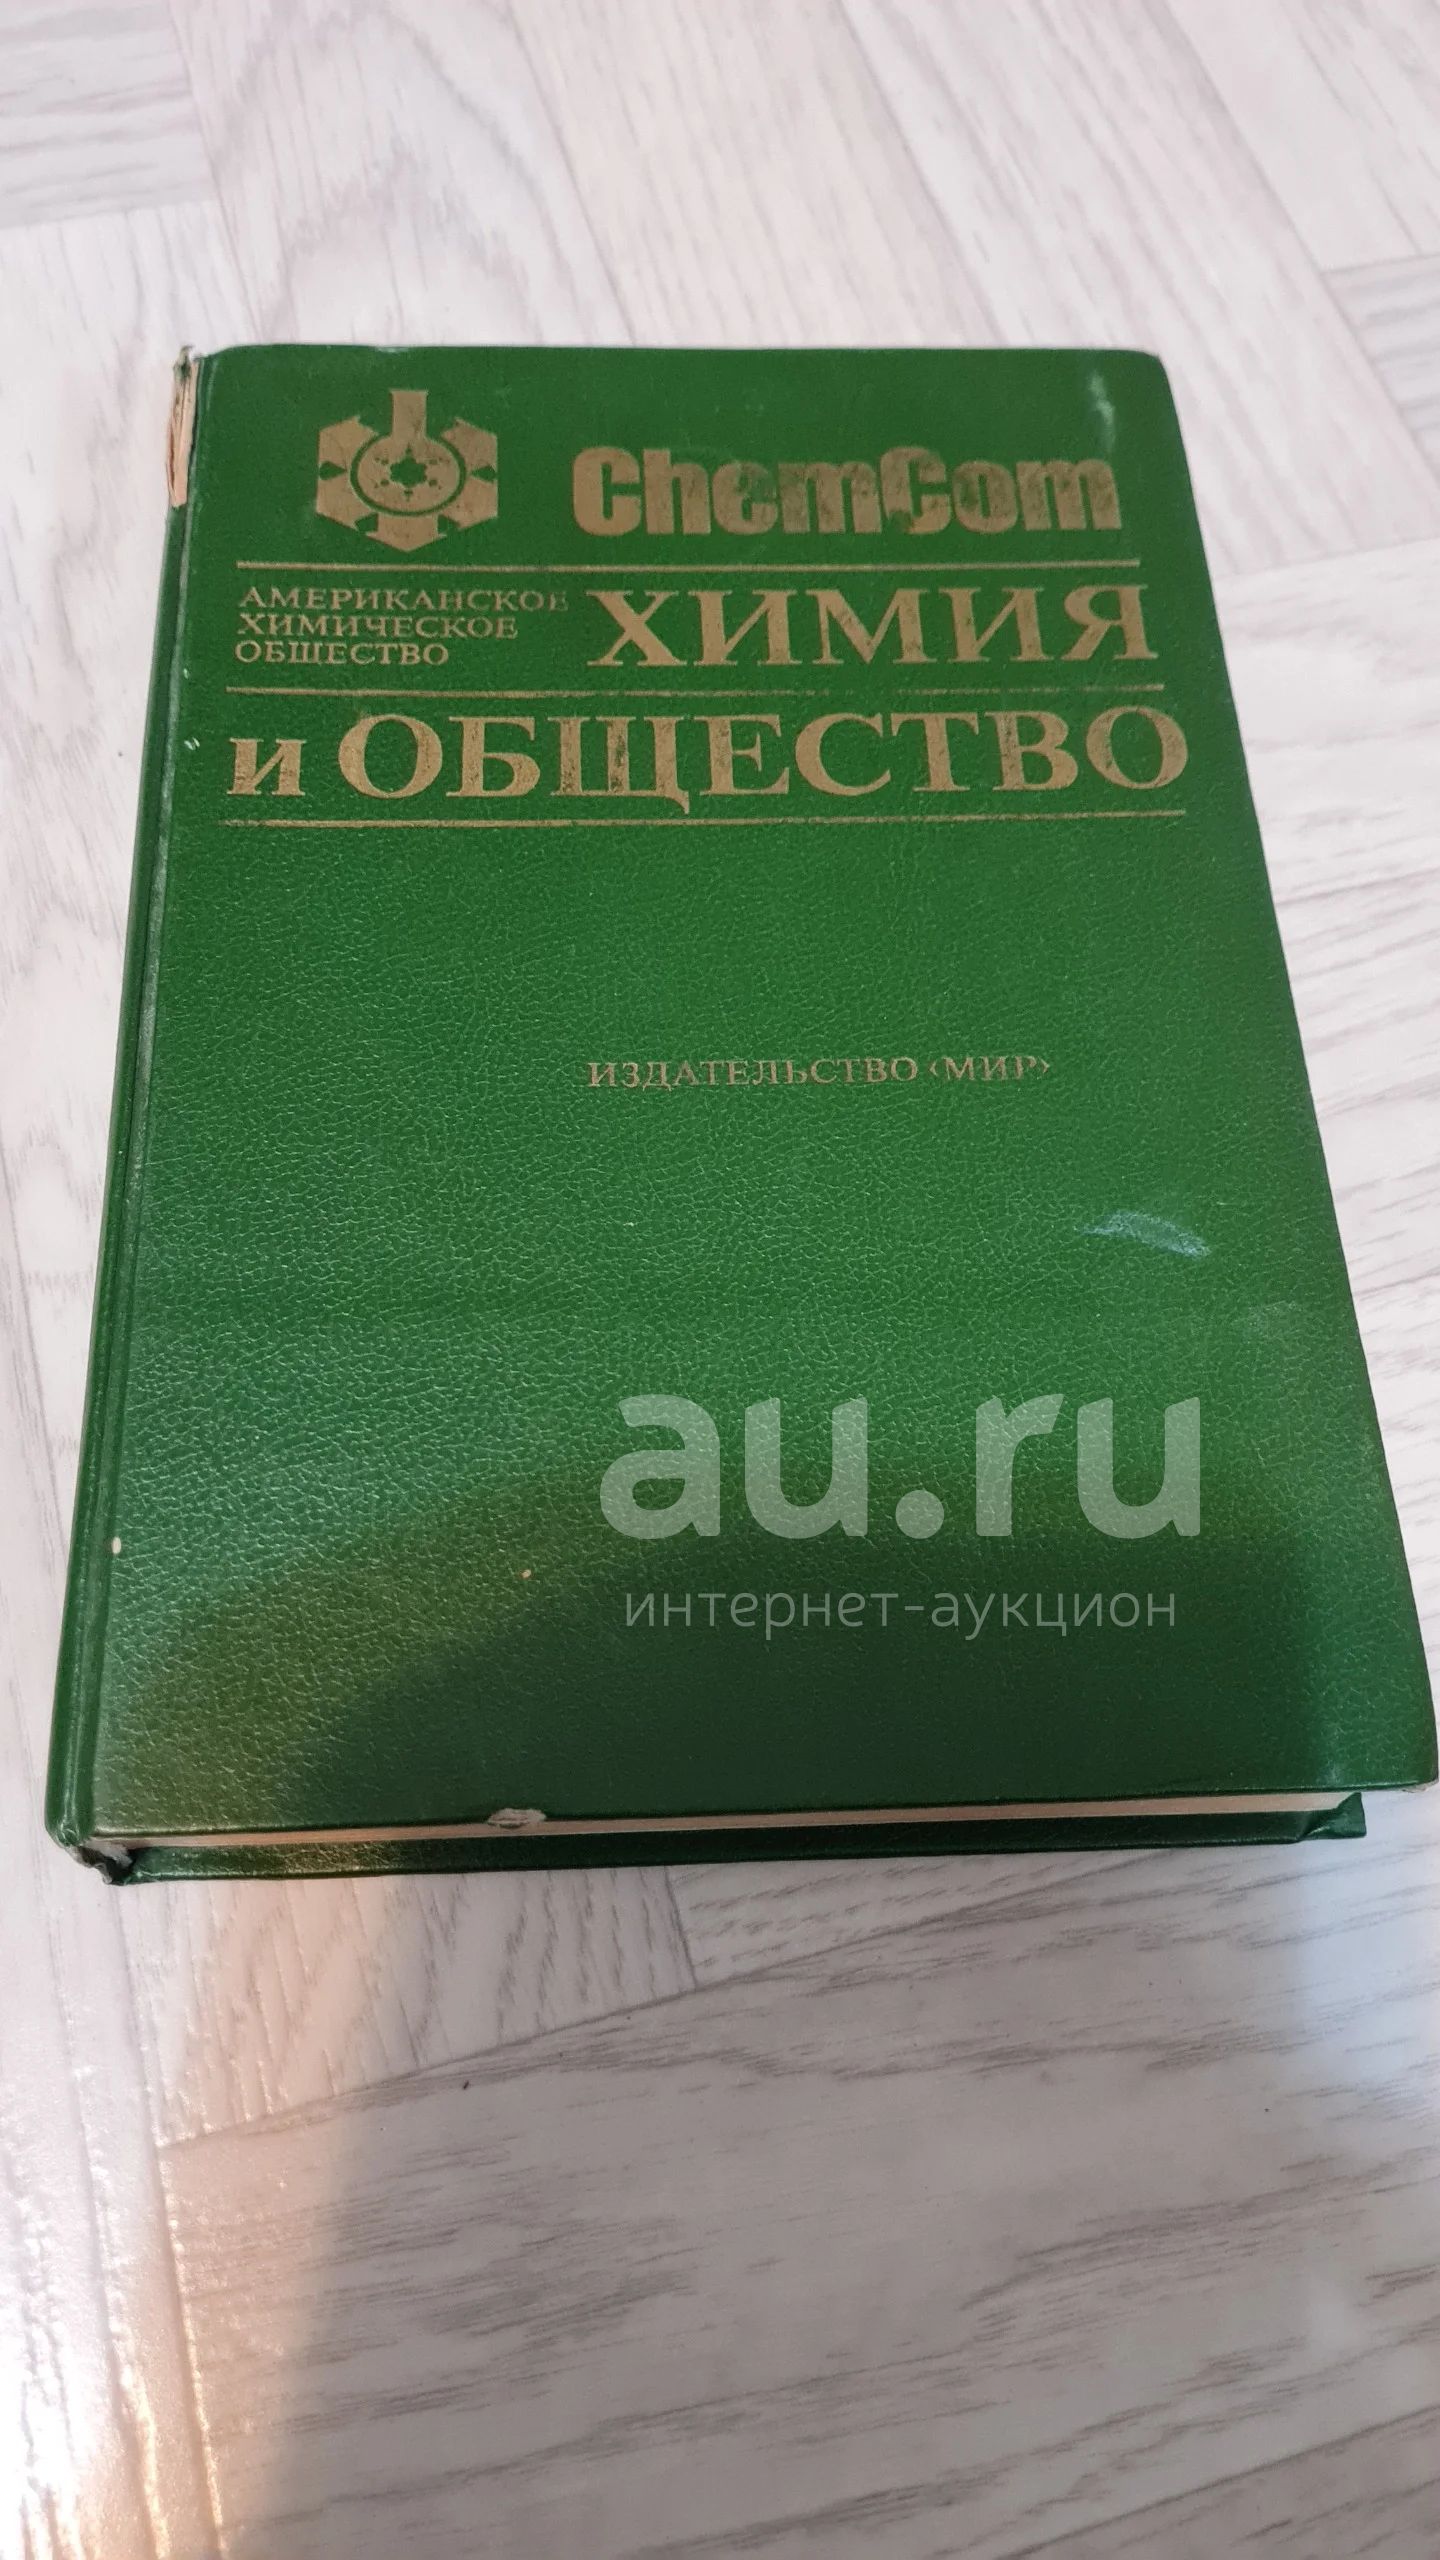 ChemCom
АМЕРИКАНСКОЕ
ХИМИЧЕСКОЕ
ОБЩЕСТВО
ХИМИЯ
и ОБЩЕСТВО
ИЗДАТЕЛЬСТВО ‹МИР›
au.ru
интернет-аукцион